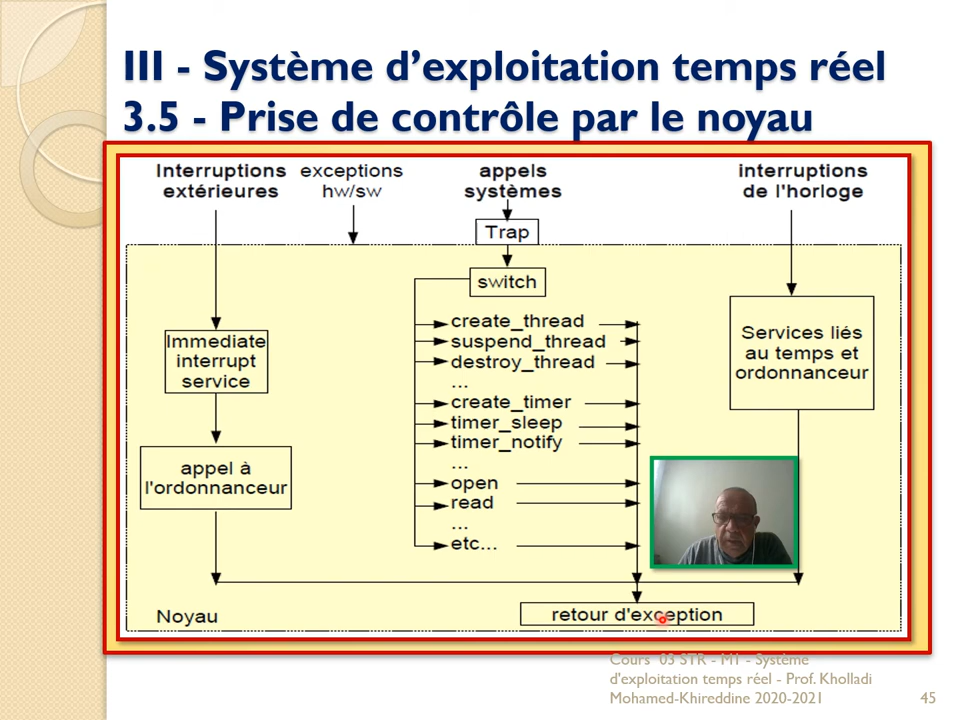 III - Système d'exploitation temps réel
3.5 - Prise de contrôle par le noyau
Interruptions
extérieures
exceptions
hw/sw
appels
systèmes
interruptions
de l'horloge
Trap
switch
create_thread
suspend_thread
destroy_thread
...
create_timer
timer_sleep
timer_notify
...
open
read
...
etc...
Immediate
interrupt
service
appel à
l'ordonnanceur
Services liés
au temps et
ordonnanceur
Noyau
retour d'exception
Cours 03 STR - M1 - Système
d'exploitation temps réel - Prof. Kholladi
Mohamed-Khireddine 2020-2021
45